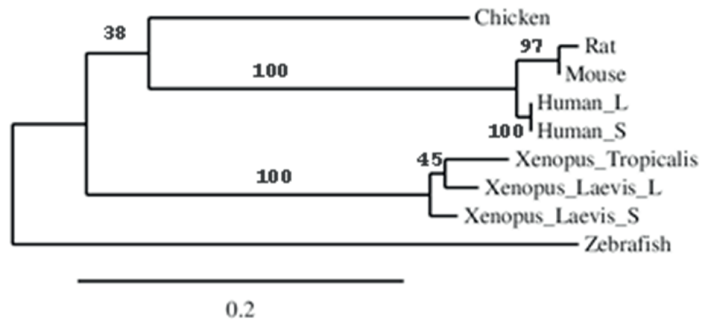 Chicken
38
97 Rat
100 Mouse
Human_L
100 Human_S
45 Xenopus_Tropicalis
100 Xenopus_Laevis_L
Xenopus_Laevis_S
Zebrafish
0.2